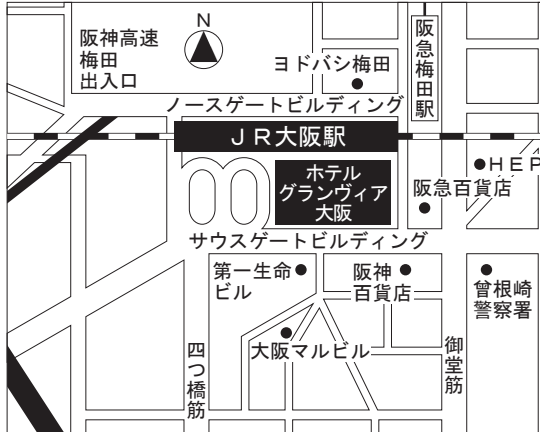 N
阪神高速
梅田
出入口
阪急梅田駅
ヨドバシ梅田
ノースゲートビルディング
JR大阪駅
HEP
ホテル
グランヴィア
大阪
阪急百貨店
サウスゲートビルディング
第一生命
ビル
阪神
百貨店
曾根崎
警察署
大阪マルビル
四つ橋筋
御堂筋